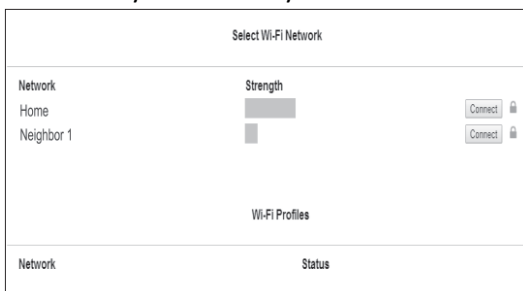 Select Wi-Fi Network
Network Strength
Home Connect
Neighbor 1 Connect
Wi-Fi Profiles
Network Status